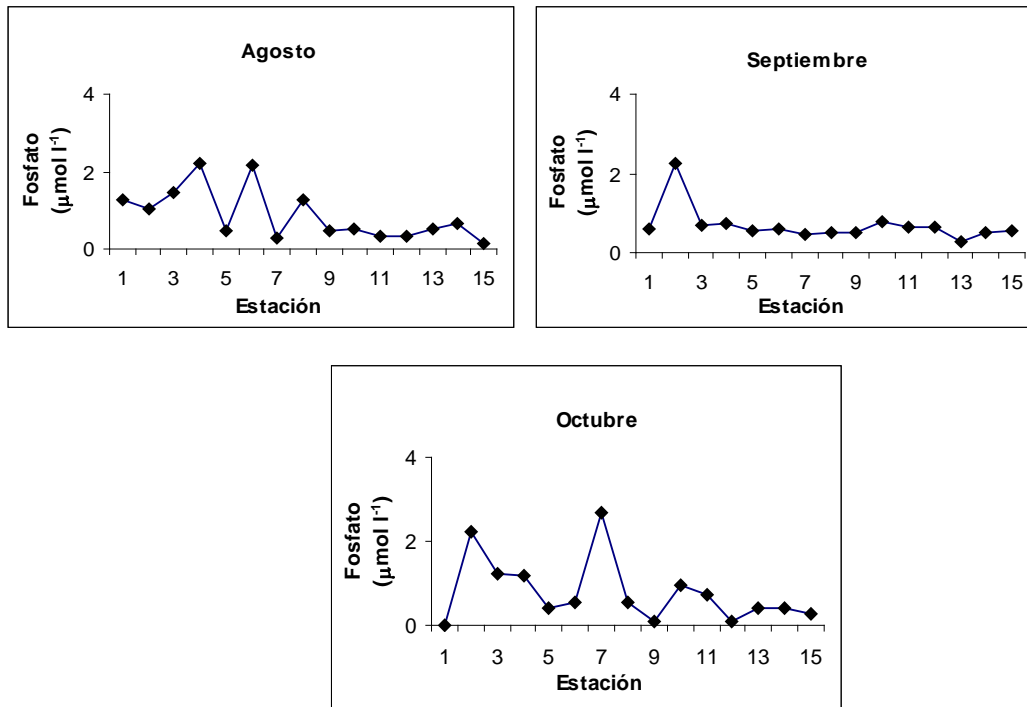 Agosto
4
2
0
Fosfato
(µmol l⁻¹)
1 3 5 7 9 11 13 15
Estación
Septiembre
4
2
0
Fosfato
(µmol l⁻¹)
1 3 5 7 9 11 13 15
Estación
Octubre
4
2
0
Fosfato
(µmol l⁻¹)
1 3 5 7 9 11 13 15
Estación